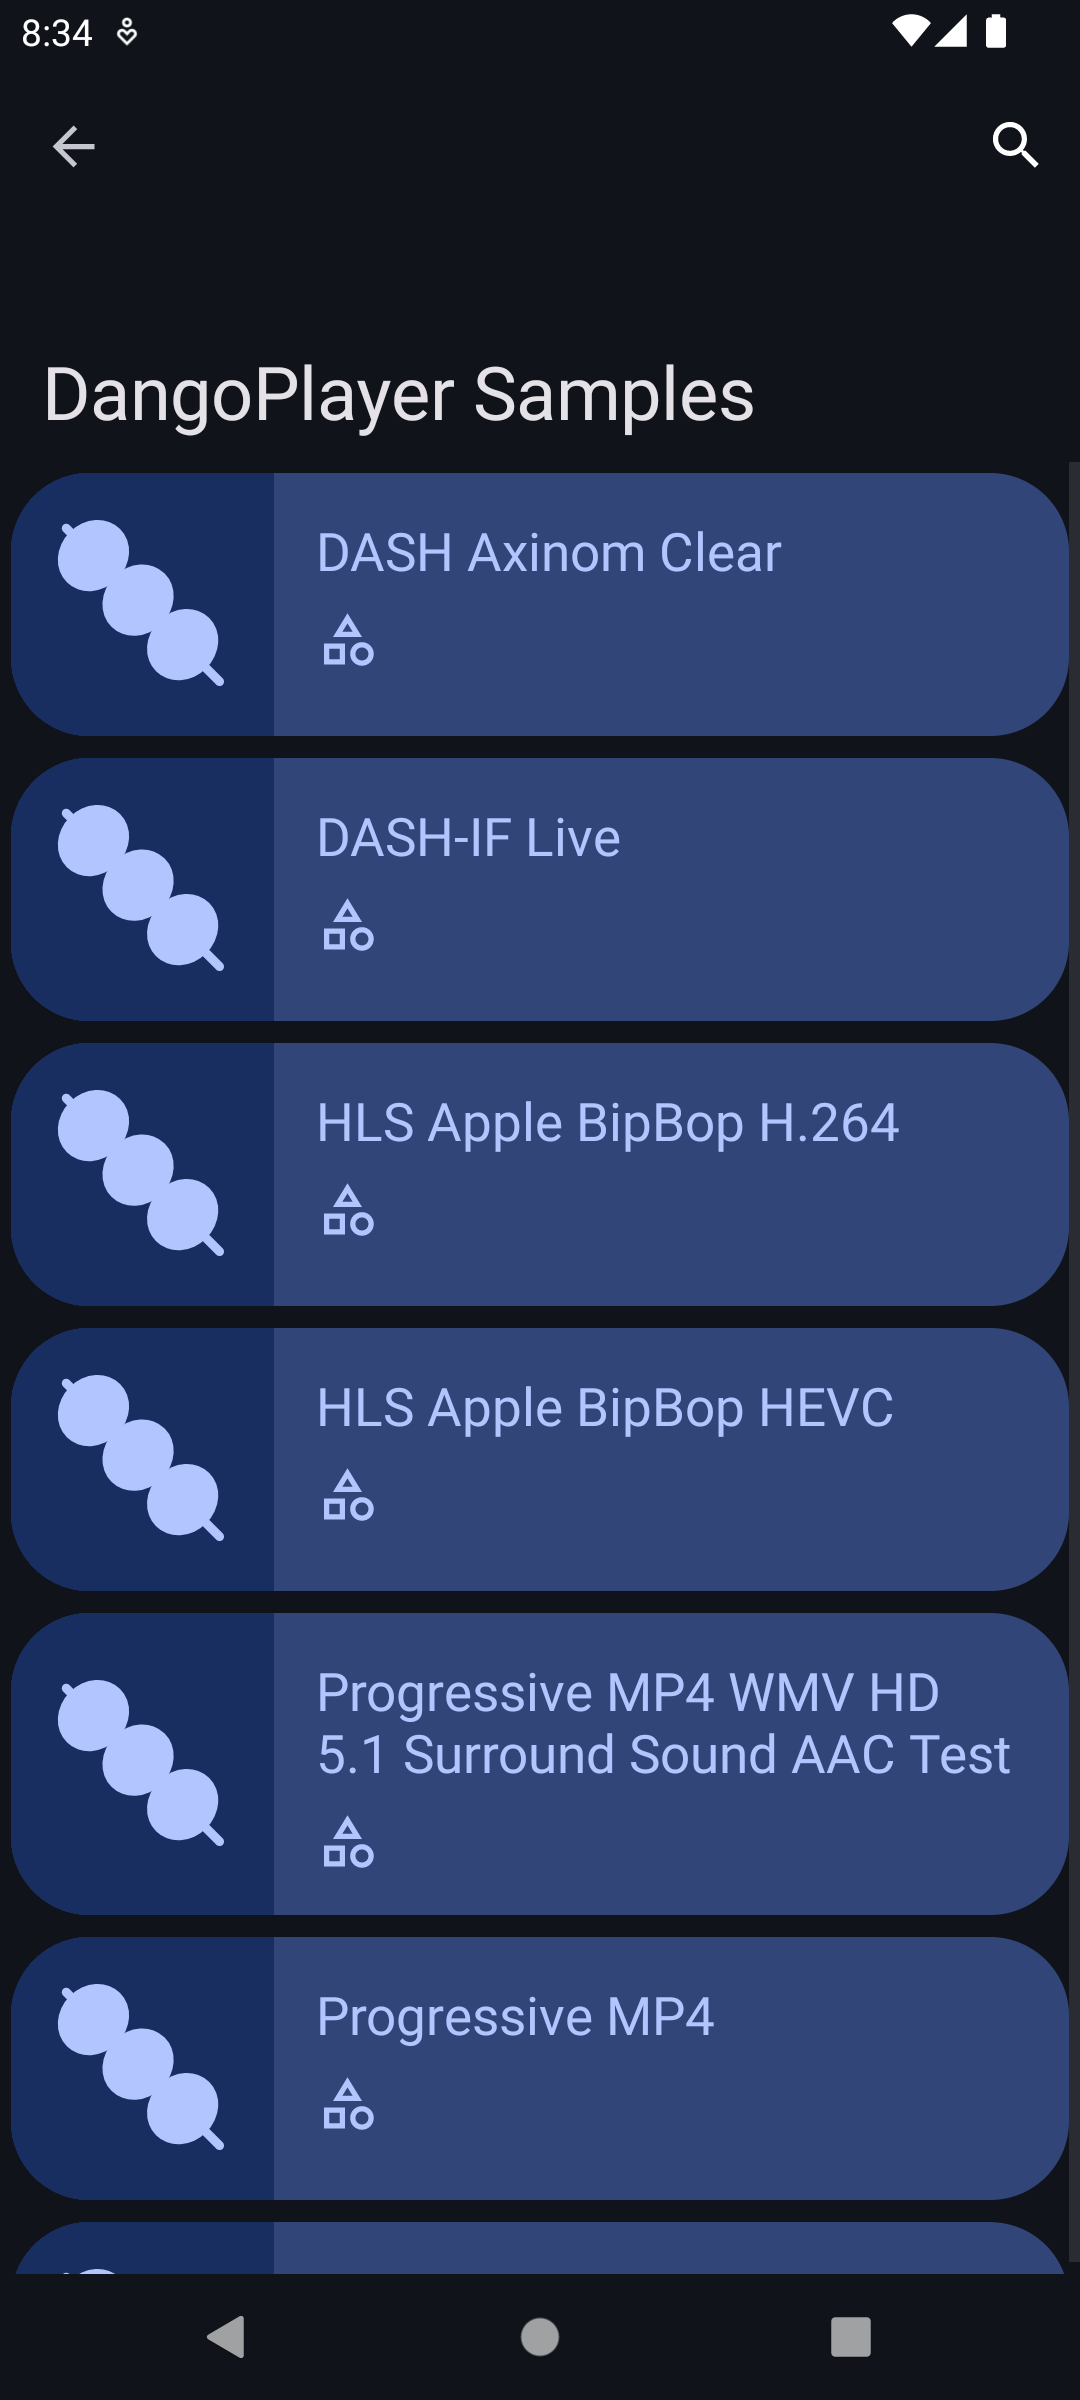 8:34
DangoPlayer Samples
DASH Axinom Clear
DASH-IF Live
HLS Apple BipBop H.264
HLS Apple BipBop HEVC
Progressive MP4 WMV HD
5.1 Surround Sound AAC Test
Progressive MP4